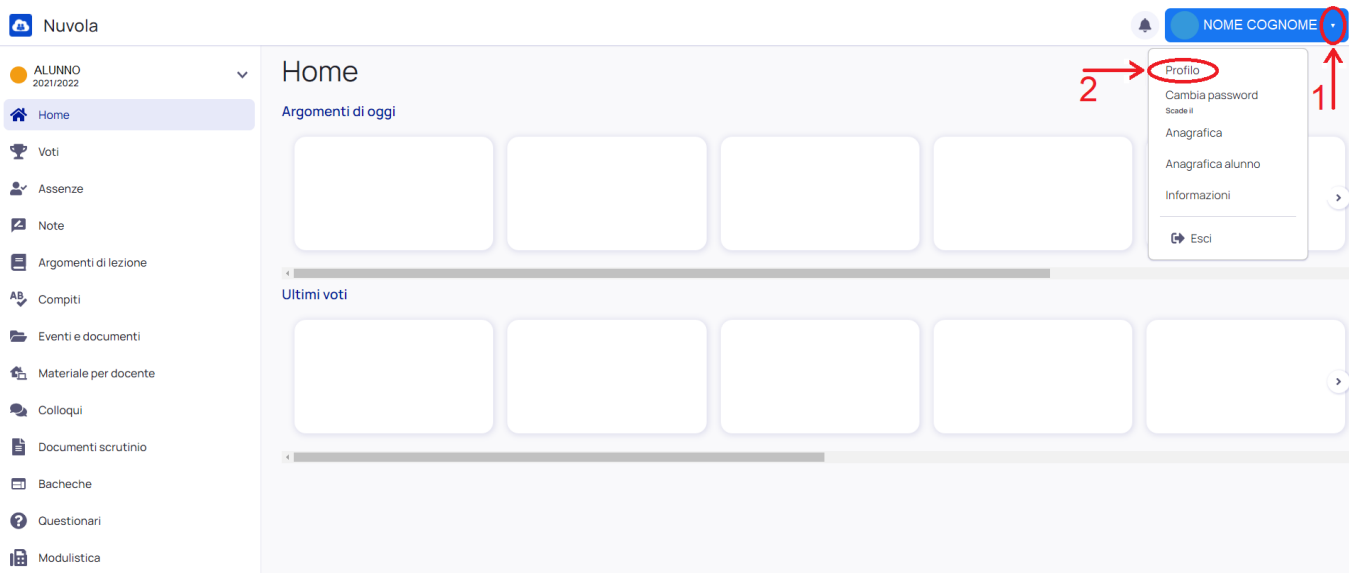 Nuvola
NOME COGNOME
ALUNNO
2021/2022
Home
Voti
Assenze
Note
Argomenti di lezione
Compiti
Eventi e documenti
Materiale per docente
Colloqui
Documenti scrutinio
Bacheche
Questionari
Modulistica
Home
Argomenti di oggi
Ultimi voti
1
2
Profilo
Cambia password
Scade il
Anagrafica
Anagrafica alunno
Informazioni
Esci